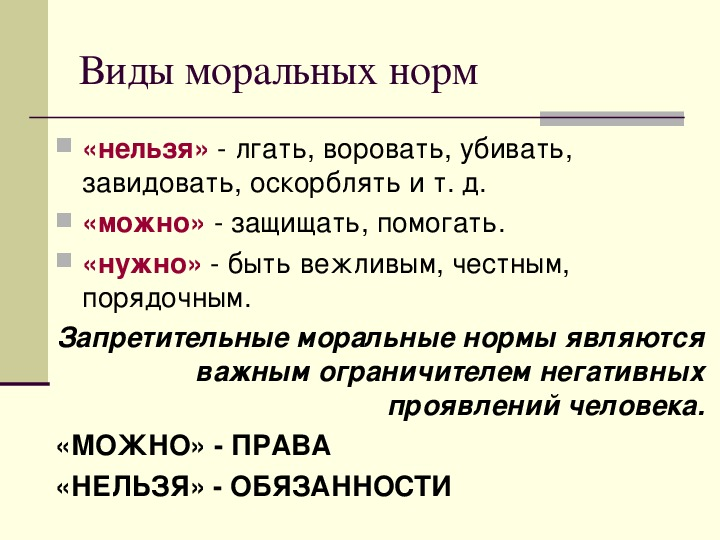 Виды моральных норм
«нельзя» - лгать, воровать, убивать,
завидовать, оскорблять и т. д.
«можно» - защищать, помогать.
«нужно» - быть вежливым, честным,
порядочным.
Запретительные моральные нормы являются
важным ограничителем негативных
проявлений человека.
«МОЖНО» - ПРАВА
«НЕЛЬЗЯ» - ОБЯЗАННОСТИ